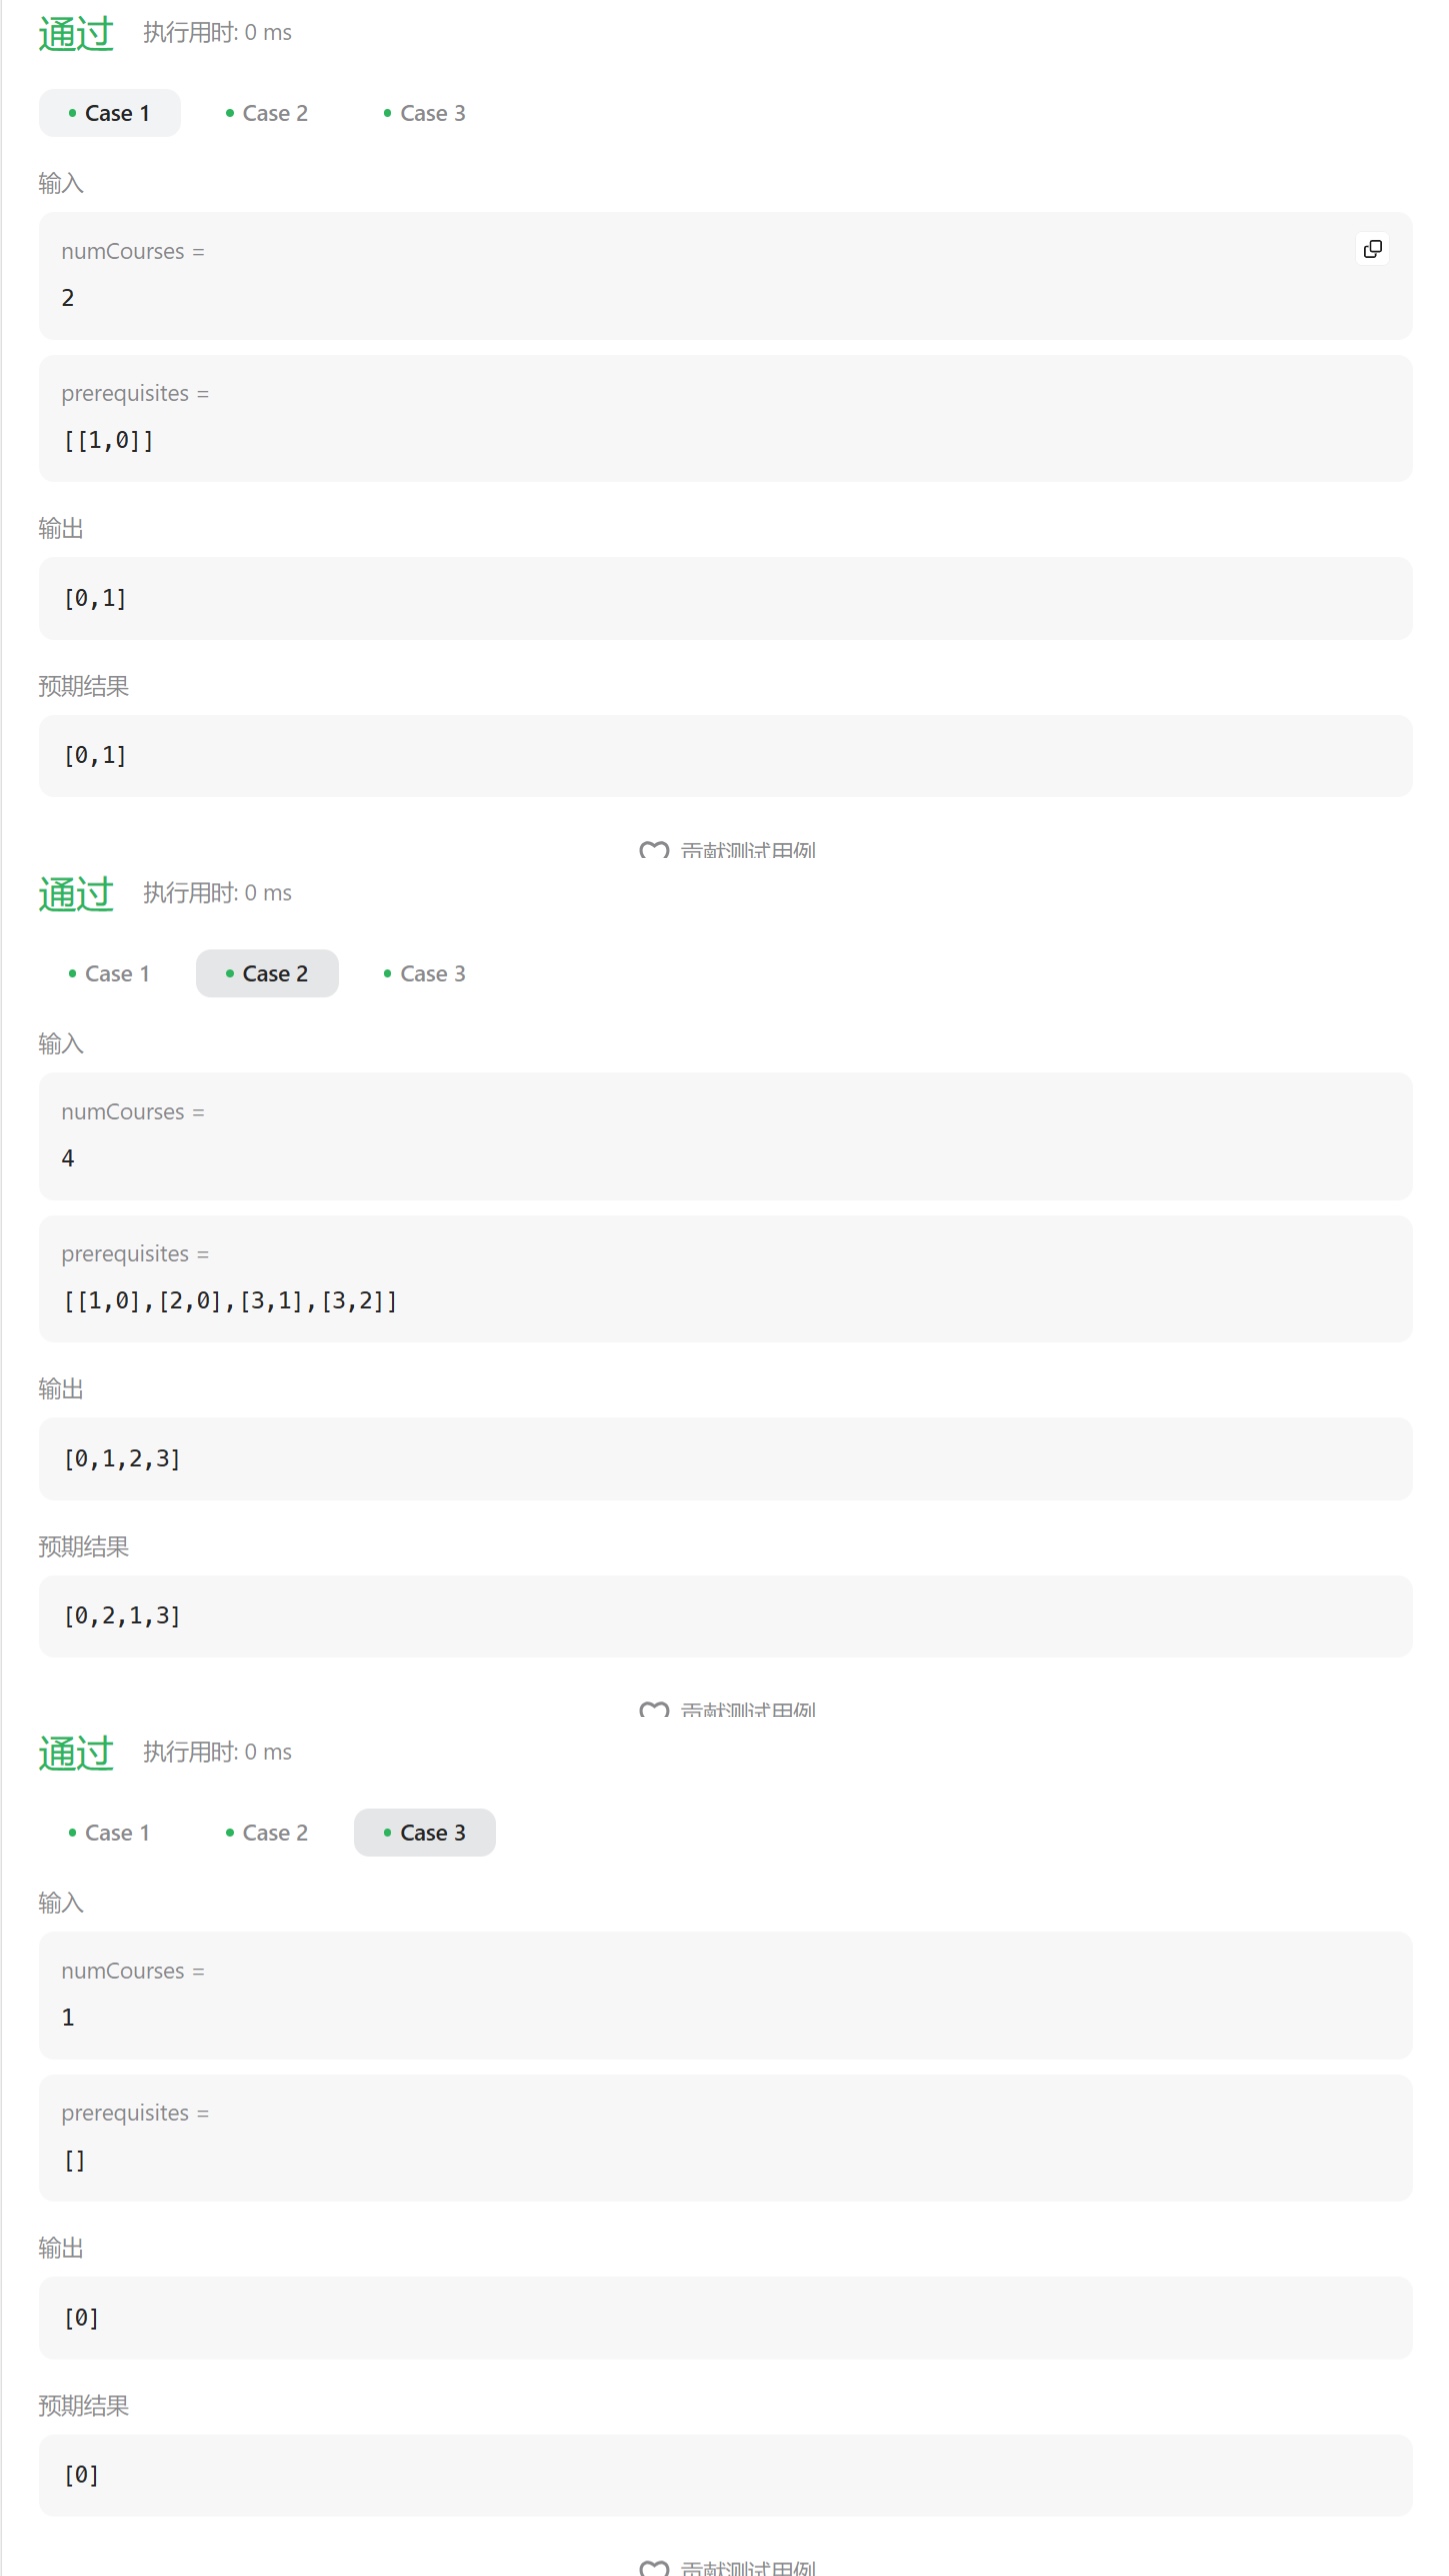 通过 执行用时: 0 ms
Case 1 Case 2 Case 3
输入
numCourses =
2
prerequisites =
[[1,0]]
输出
[0,1]
预期结果
[0,1]
贡献测试用例
通过 执行用时: 0 ms
Case 1 Case 2 Case 3
输入
numCourses =
4
prerequisites =
[[1,0],[2,0],[3,1],[3,2]]
输出
[0,1,2,3]
预期结果
[0,2,1,3]
贡献测试用例
通过 执行用时: 0 ms
Case 1 Case 2 Case 3
输入
numCourses =
1
prerequisites =
[]
输出
[0]
预期结果
[0]
贡献测试用例